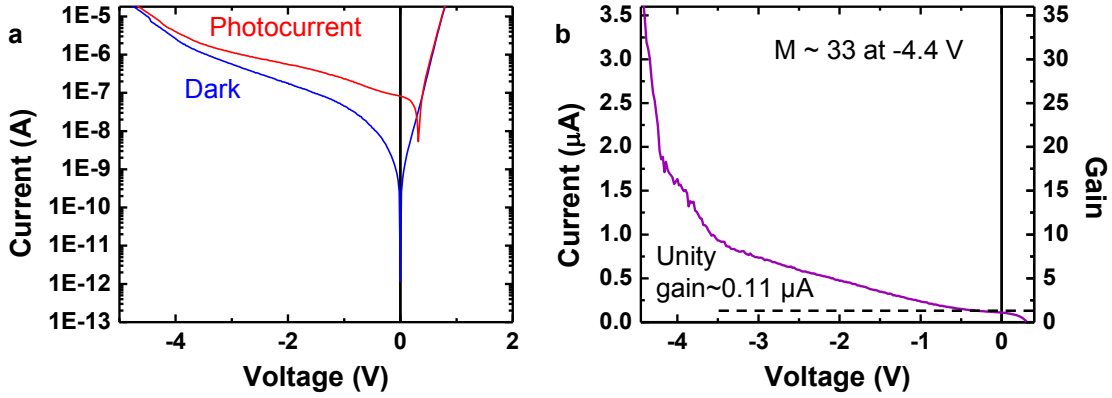 a
Photocurrent
Dark
1E-5
1E-6
1E-7
1E-8
1E-9
1E-10
1E-11
1E-12
1E-13
Current (A)
-4
-2
0
2
Voltage (V)
b
M ~ 33 at -4.4 V
Unity
gain~0.11 µA
3.5
3.0
2.5
2.0
1.5
1.0
0.5
0.0
Current (µA)
35
30
25
20
15
10
5
0
Gain
-4
-3
-2
-1
0
Voltage (V)